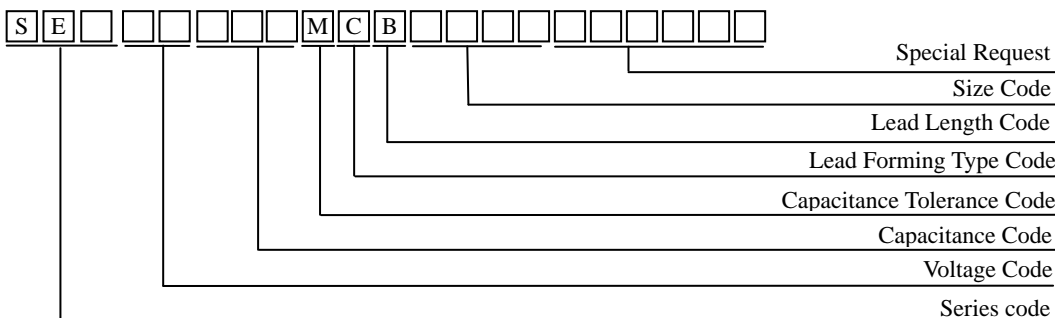 S E M C B
Special Request
Size Code
Lead Length Code
Lead Forming Type Code
Capacitance Tolerance Code
Capacitance Code
Voltage Code
Series code